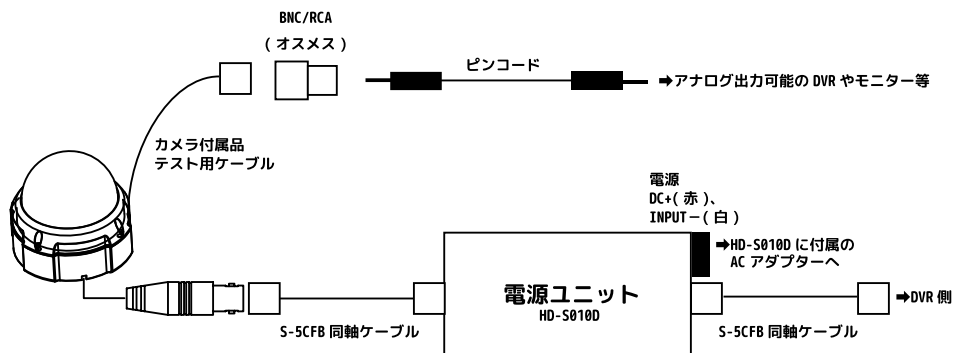 BNC/RCA
( オスメス )
ピンコード
➡アナログ出力可能の DVR やモニター等
カメラ付属品
テスト用ケーブル
電源
DC+( 赤 )、
INPUT－( 白 )
➡HD-S010D に付属の
AC アダプターへ
電源ユニット
HD-S010D
➡DVR 側
S-5CFB 同軸ケーブル
S-5CFB 同軸ケーブル